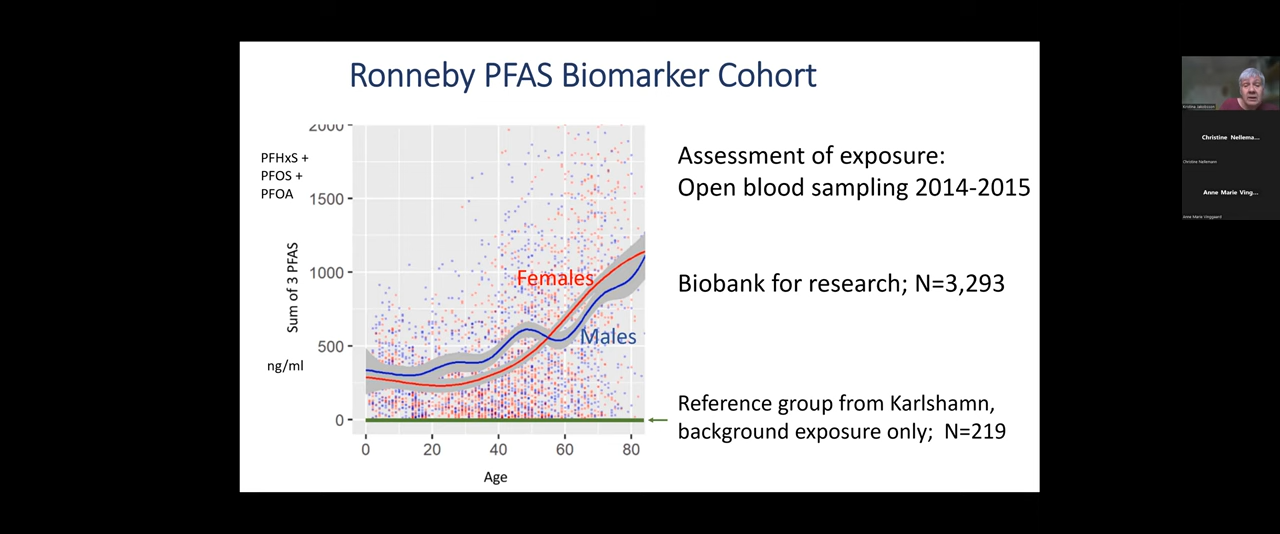 Ronneby PFAS Biomarker Cohort
PFHxS +
PFOS +
PFOA
Sum of 3 PFAS
ng/ml
2000
1500
1000
500
0
0 20 40 60 80
Age
Females
Males
Assessment of exposure:
Open blood sampling 2014-2015
Biobank for research; N=3,293
Reference group from Karlshamn,
background exposure only; N=219
Christine Nellema...
Christine Nellemann
Anne Marie Ving...
Anne Marie Vinggaard